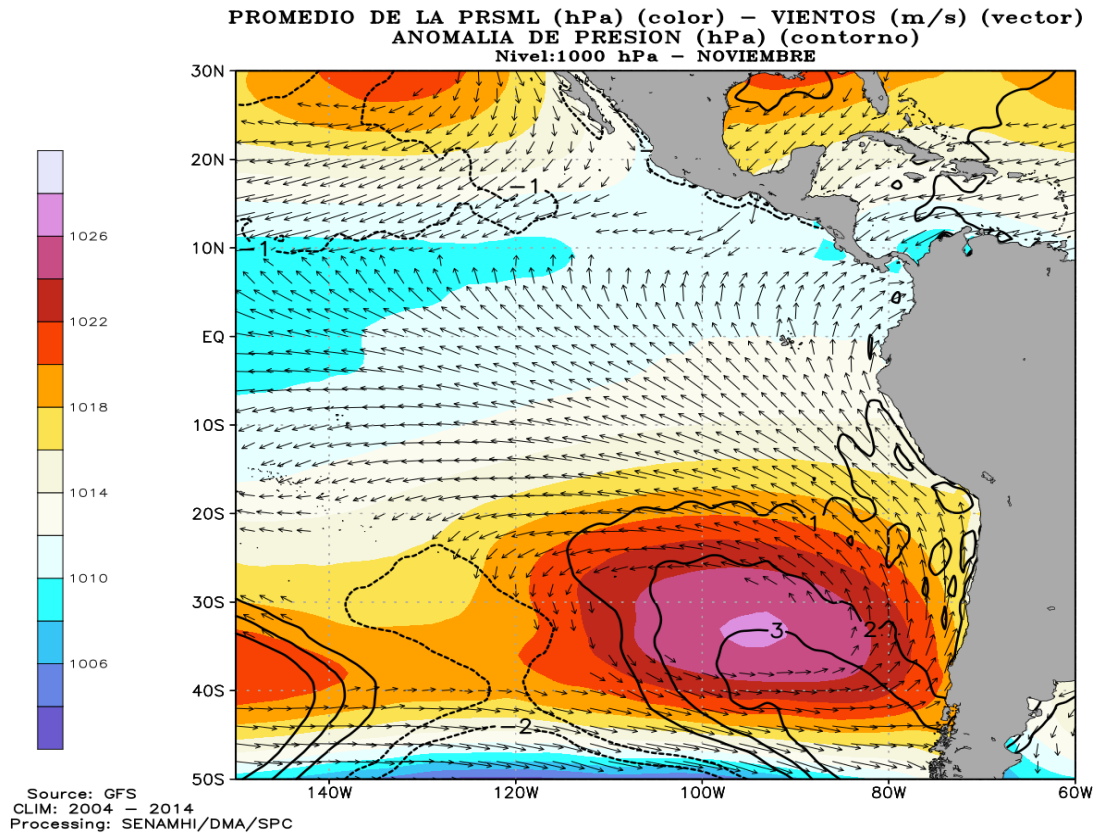 PROMEDIO DE LA PRSML (hPa) (color) – VIENTOS (m/s) (vector)
ANOMALIA DE PRESION (hPa) (contorno)
Nivel:1000 hPa – NOVIEMBRE
30N
20N
10N
EQ
10S
20S
30S
40S
50S
140W
120W
100W
80W
60W
1026
1022
1018
1014
1010
1006
-1
-1
1
2
3
2
Source: GFS
CLIM: 2004 – 2014
Processing: SENAMHI/DMA/SPC